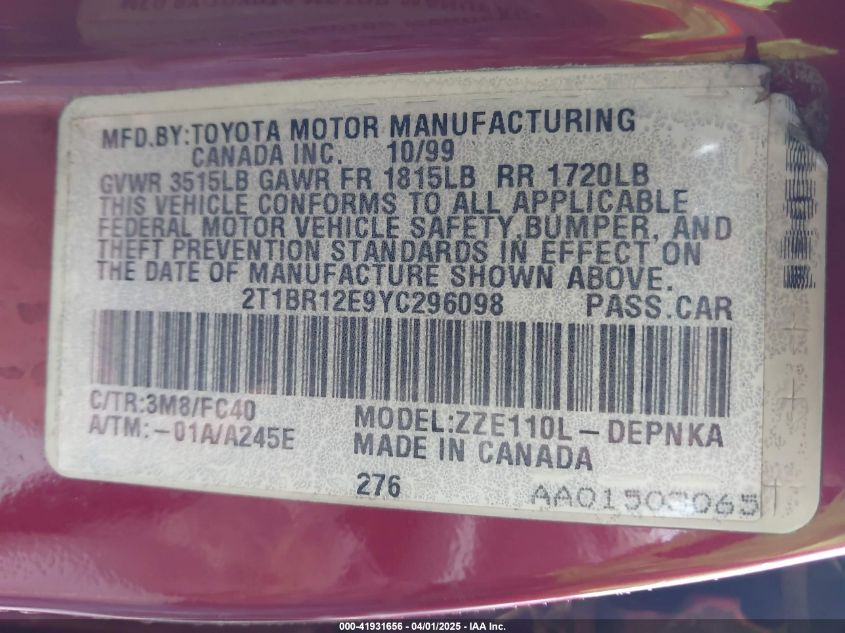 MFD.BY:TOYOTA MOTOR MANUFACTURING
CANADA INC. 10/99
GVWR 3515LB GAWR FR 1815LB RR 1720LB
THIS VEHICLE CONFORMS TO ALL APPLICABLE
FEDERAL MOTOR VEHICLE SAFETY,BUMPER, AND
THEFT PREVENTION STANDARDS IN EFFECT ON
THE DATE OF MANUFACTURE SHOWN ABOVE.
2T1BR12E9YC296098 PASS.CAR
C/TR:3M8/FC40
A/TM:-01A/A245E
MODEL:ZZE110L-DEPNKA
MADE IN CANADA
276
000-41931656 / 04/01/2025 - IAA Inc.